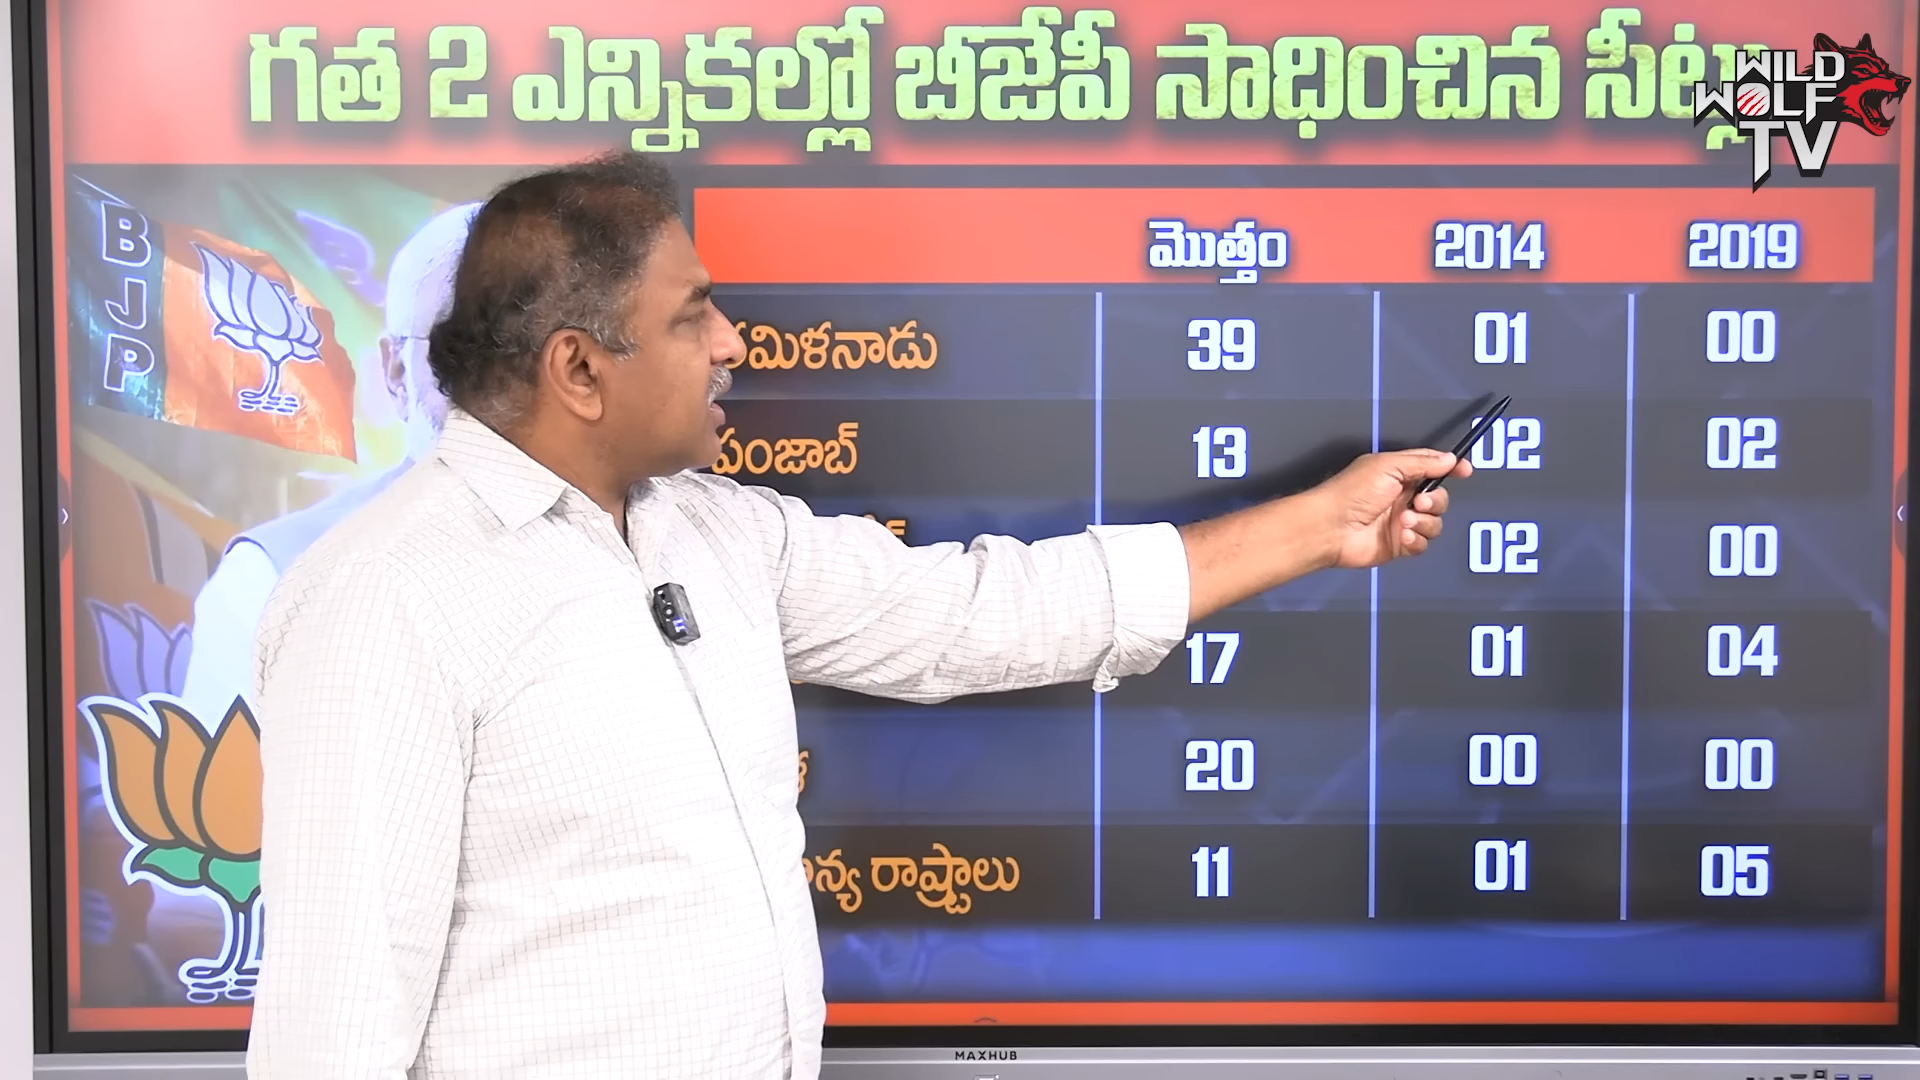 గత 2 ఎన్నికల్లో బీజేపీ సాధించిన సీట్లు
WILD
WOLF
TV
BJP
మొత్తం 2014 2019
39 01 00
పంజాబ్ 13 02 02
02 00
17 01 04
20 00 00
రాష్ట్రాలు 11 01 05
MAXHUB